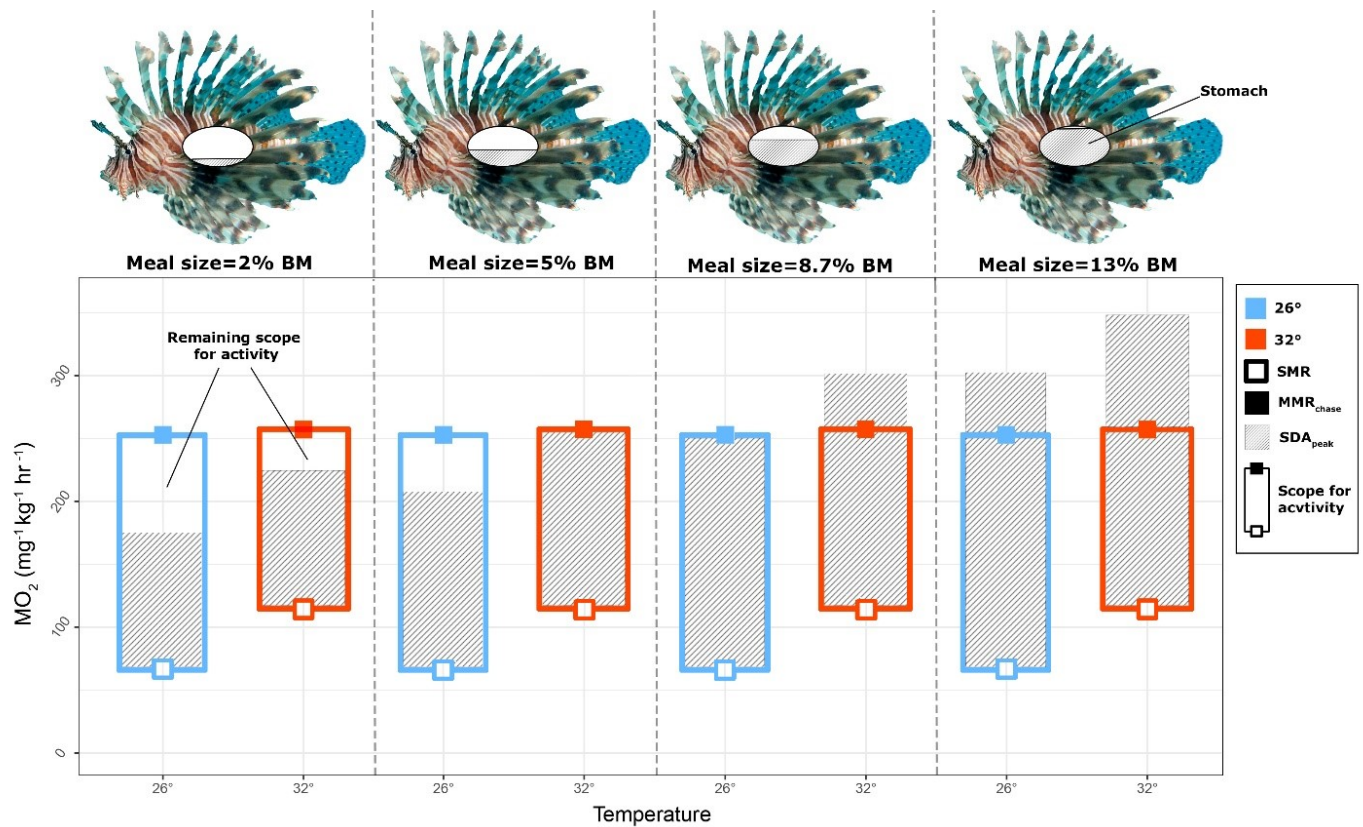 Stomach
Meal size=2% BM
Meal size=5% BM
Meal size=8.7% BM
Meal size=13% BM
Remaining scope
for activity
300
200
100
0
MO2 (mg-1 kg-1 hr -1)
26°
32°
26°
32°
26°
32°
26°
32°
Temperature
26°
32°
SMR
MMRchase
SDApeak
Scope for
acvtivity